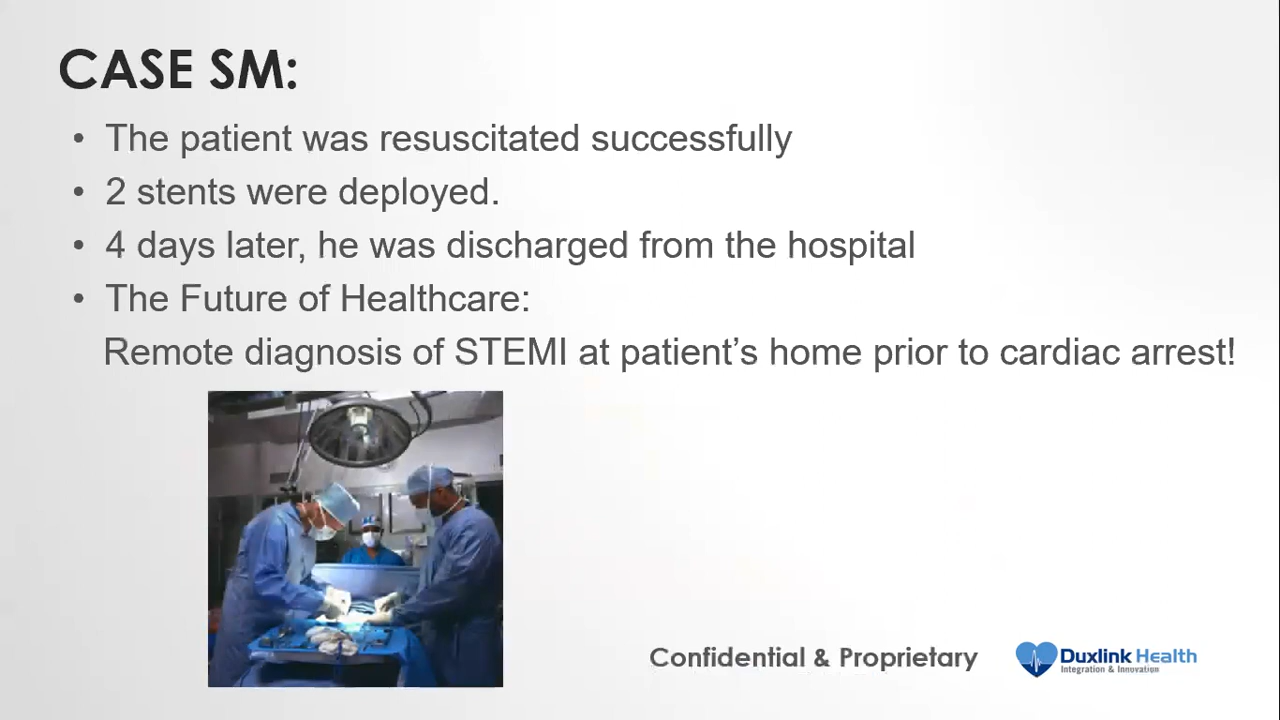 CASE SM:
• The patient was resuscitated successfully
• 2 stents were deployed.
• 4 days later, he was discharged from the hospital
• The Future of Healthcare:
Remote diagnosis of STEMI at patient’s home prior to cardiac arrest!
Confidential & Proprietary
Duxlink Health
Integration & Innovation